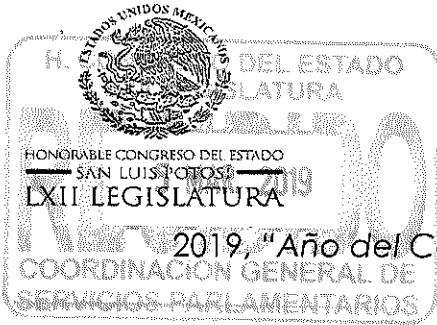 ESTADOS UNIDOS MEXICANOS
H. DEL ESTADO
HONORABLE CONGRESO DEL ESTADO
SAN LUIS POTOSÍ
2019
LXII LEGISLATURA
2019, "Año del C
COORDINACIÓN GENERAL DE
SERVICIOS PARLAMENTARIOS